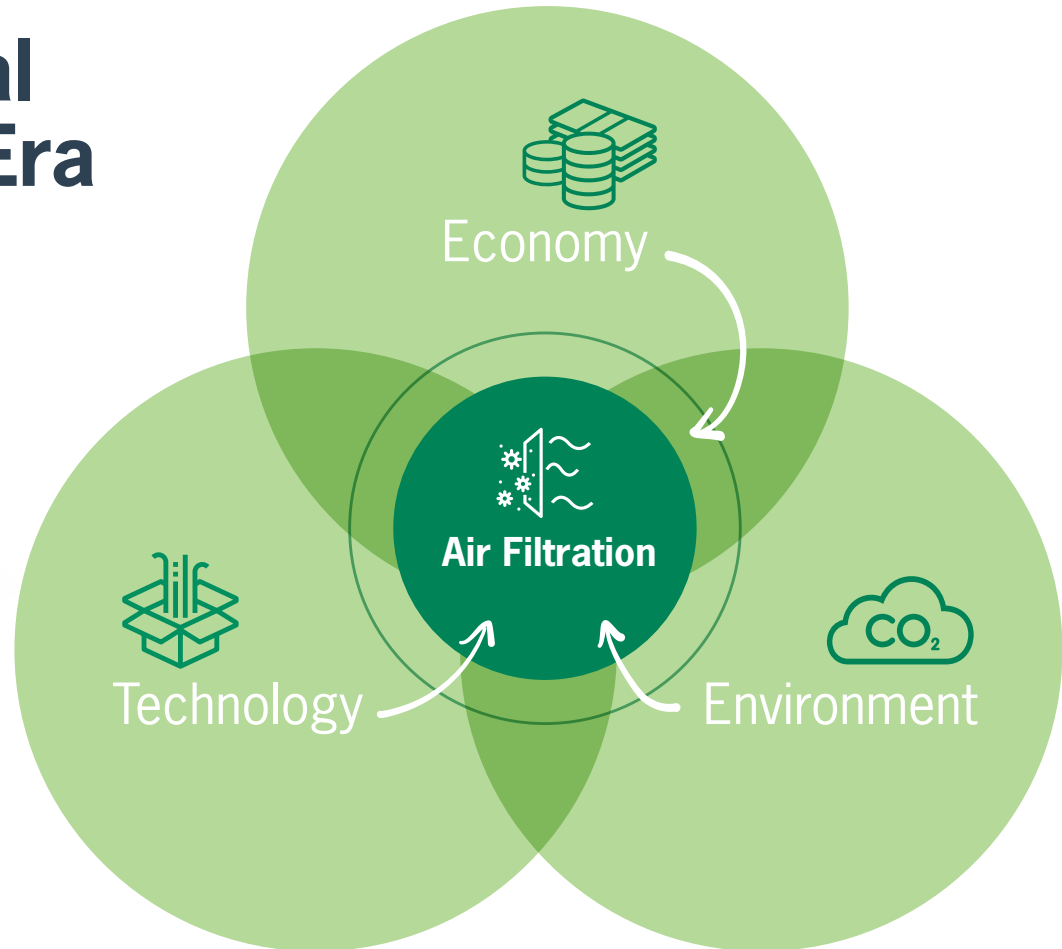 al
Era
Economy
Air Filtration
CO₂
Technology
Environment